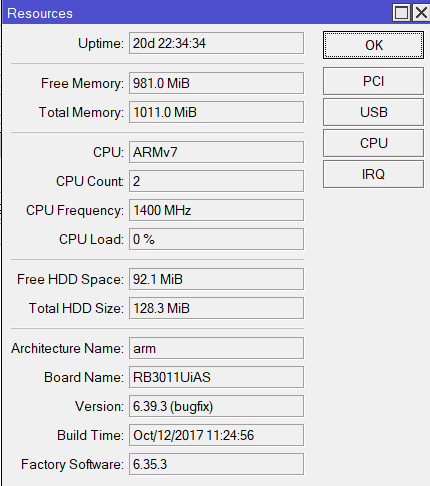 Resources
Uptime: 20d 22:34:34
OK
Free Memory: 981.0 MiB
PCI
Total Memory: 1011.0 MiB
USB
CPU: ARMv7
CPU
CPU Count: 2
IRQ
CPU Frequency: 1400 MHz
CPU Load: 0 %
Free HDD Space: 92.1 MiB
Total HDD Size: 128.3 MiB
Architecture Name: arm
Board Name: RB3011UiAS
Version: 6.39.3 (bugfix)
Build Time: Oct/12/2017 11:24:56
Factory Software: 6.35.3